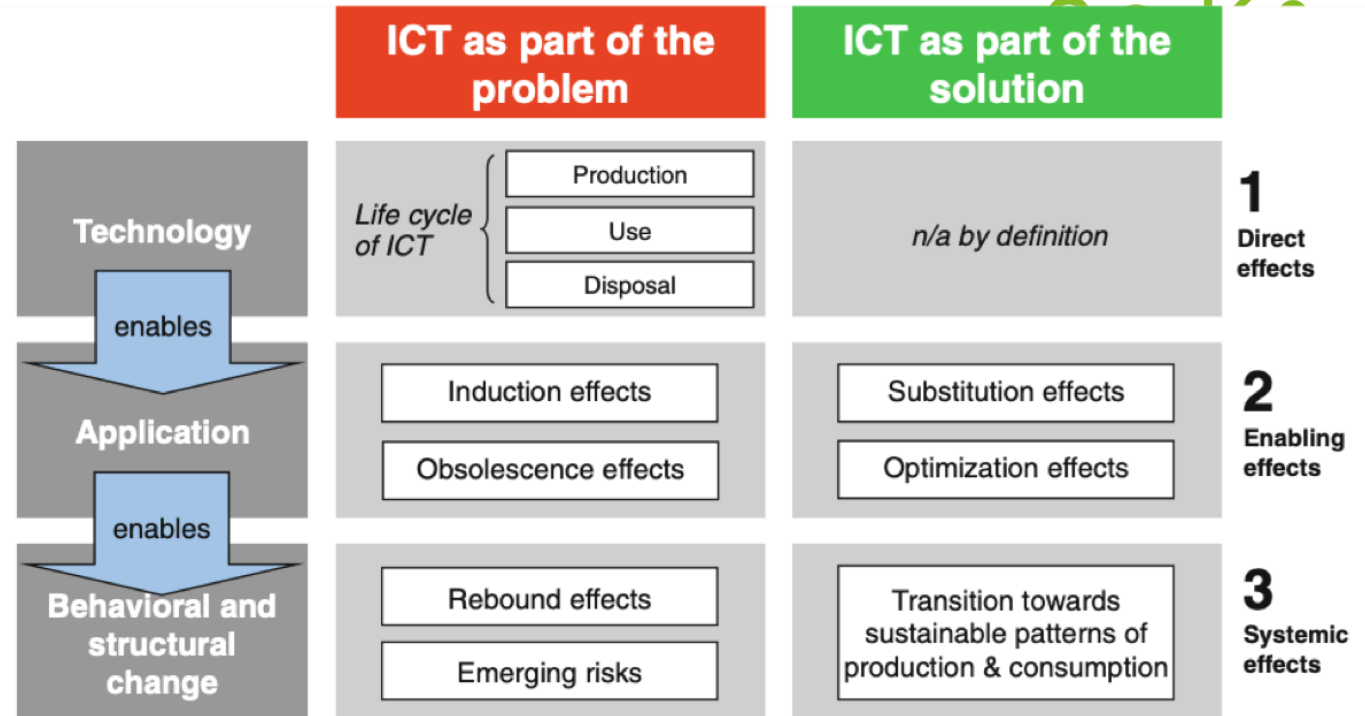 ICT as part of the
problem
ICT as part of the
solution
Technology
Life cycle
of ICT
Production
Use
Disposal
n/a by definition
1
Direct
effects
enables
Application
Induction effects
Obsolescence effects
Substitution effects
Optimization effects
2
Enabling
effects
enables
Behavioral and
structural
change
Rebound effects
Emerging risks
Transition towards
sustainable patterns of
production & consumption
3
Systemic
effects